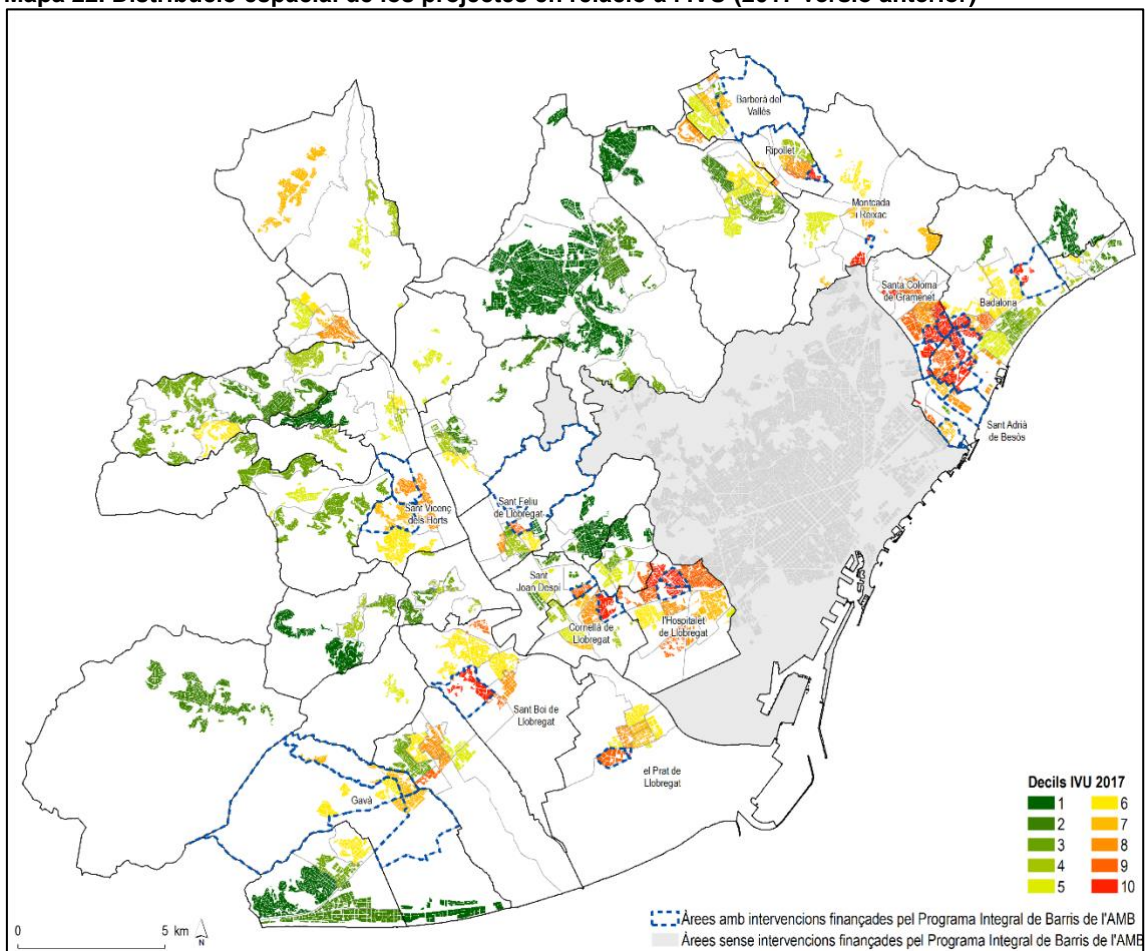 Mapa 22. Distribució espacial de los projectos en relació a l'IVU (2017 versió anterior)
Barberà del
Vallès
Ripollet
Montcada
i Reixac
Santa Coloma
de Gramenet
Badalona
Sant Adrià
de Besòs
Sant Feliu
de Llobregat
Sant Vicenç
dels Horts
Sant
Joan Despí
Cornellà de
Llobregat
l'Hospitalet
de Llobregat
Sant Boi de
Llobregat
el Prat de
Llobregat
Gavà
Decils IVU 2017
1 6
2 7
3 8
4 9
5 10
Àrees amb intervencions finançades pel Programa Integral de Barris de l'AMB
Àrees sense intervencions finançades pel Programa Integral de Barris de l'AMB
0 5 km
N